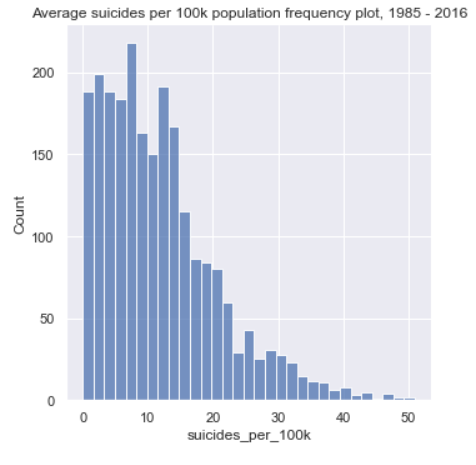 Average suicides per 100k population frequency plot, 1985 - 2016
200
150
100
50
0
Count
0 10 20 30 40 50
suicides_per_100k